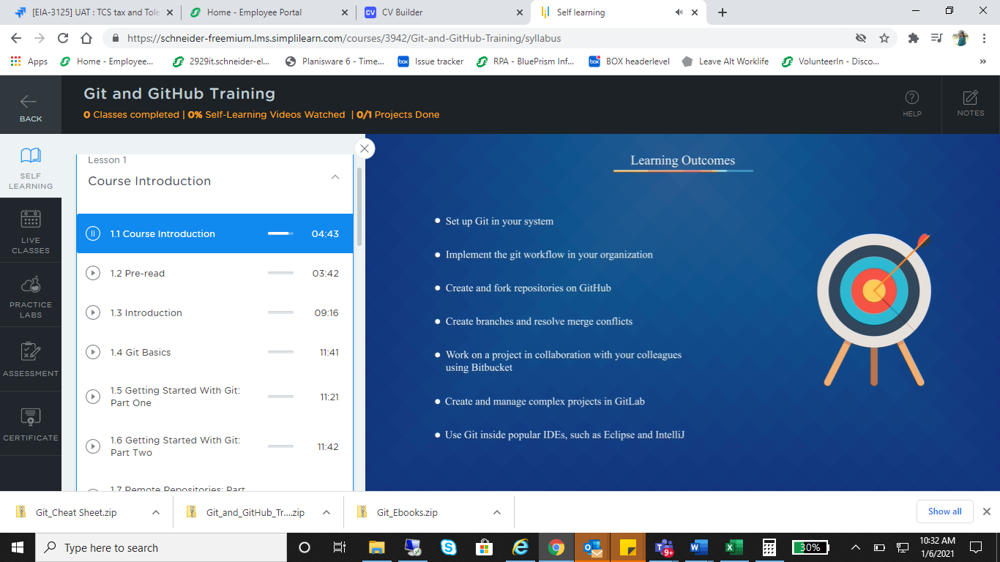 [EIA-3125] UAT : TCS tax and Tole
Home - Employee Portal
CV
CV Builder
Self learning
https://schneider-freemium.lms.simplilearn.com/courses/3942/Git-and-GitHub-Training/syllabus
Apps
Home - Employee...
2929it.schneider-el...
Planisware 6 - Time...
box
Issue tracker
RPA - BluePrism Inf...
box
BOX headerlevel
Leave Alt Worklife
VolunteerIn - Disco...
»
BACK
Git and GitHub Training
0 Classes completed | 0% Self-Learning Videos Watched | 0/1 Projects Done
HELP
NOTES
SELF
LEARNING
LIVE
CLASSES
PRACTICE
LABS
ASSESSMENT
CERTIFICATE
Lesson 1
Course Introduction
1.1 Course Introduction 04:43
1.2 Pre-read 03:42
1.3 Introduction 09:16
1.4 Git Basics 11:41
1.5 Getting Started With Git:
Part One
11:21
1.6 Getting Started With Git:
Part Two
11:42
1.7 Remote Repositories: Part
Learning Outcomes
Set up Git in your system
Implement the git workflow in your organization
Create and fork repositories on GitHub
Create branches and resolve merge conflicts
Work on a project in collaboration with your colleagues
using Bitbucket
Create and manage complex projects in GitLab
Use Git inside popular IDEs, such as Eclipse and IntelliJ
Git_Cheat Sheet.zip
Git_and_GitHub_Tr....zip
Git_Ebooks.zip
Show all
Type here to search
9+
30%
10:32 AM
1/6/2021